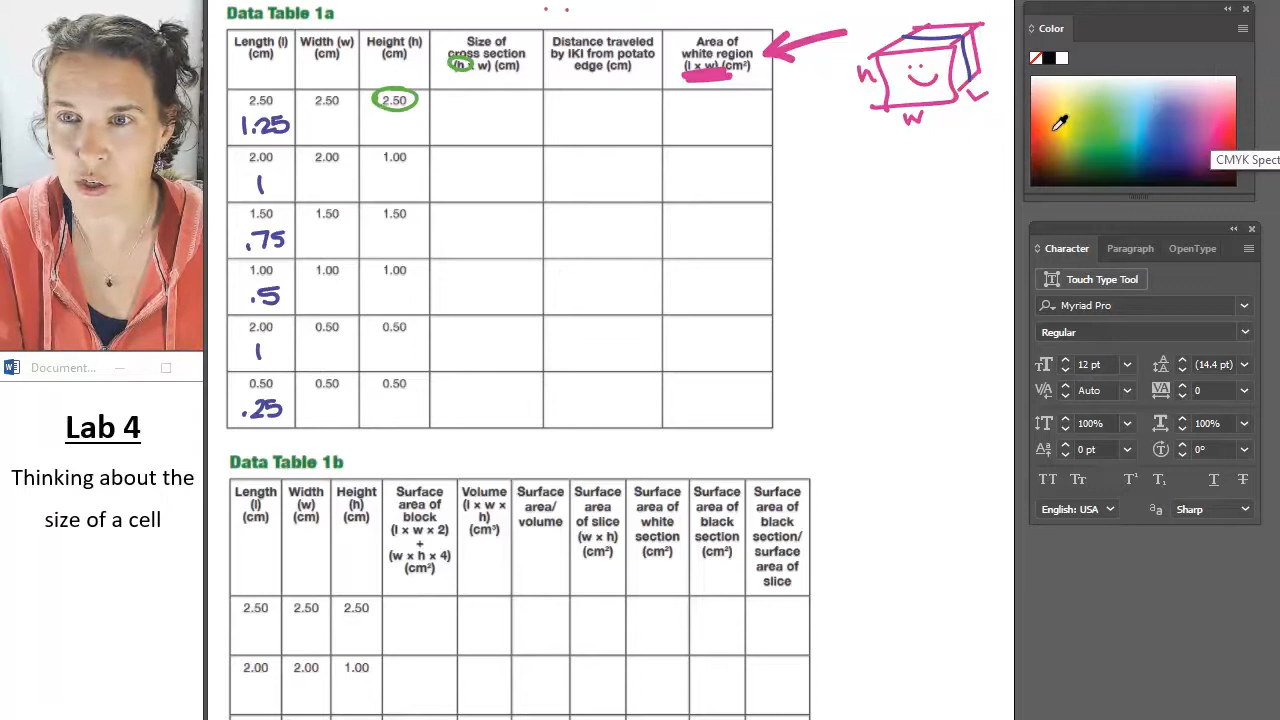 Data Table 1a
Length (l) (cm) Width (w) (cm) Height (h) (cm) Size of cross section (h x w) (cm) Distance traveled by IKI from potato edge (cm) Area of white region (l x w) (cm²)
2.50 2.50 2.50
1.25
2.00 2.00 1.00
1
1.50 1.50 1.50
.75
1.00 1.00 1.00
.5
2.00 0.50 0.50
1
0.50 0.50 0.50
.25
h
w
L
Data Table 1b
Length (l) (cm) Width (w) (cm) Height (h) (cm) Surface area of block (l x w x 2) + (w x h x 4) (cm²) Volume (l x w x h) (cm³) Surface area/ volume Surface area of slice (w x h) (cm²) Surface area of white section (cm²) Surface area of black section (cm²) Surface area of black section/ surface area of slice
2.50 2.50 2.50
2.00 2.00 1.00
Document...
Lab 4
Thinking about the
size of a cell
Color
CMYK Spect
Character Paragraph OpenType
Touch Type Tool
Myriad Pro
Regular
12 pt (14.4 pt)
Auto 0
100% 100%
0 pt 0°
TT Tr T¹ T₁ T T
English: USA aa Sharp